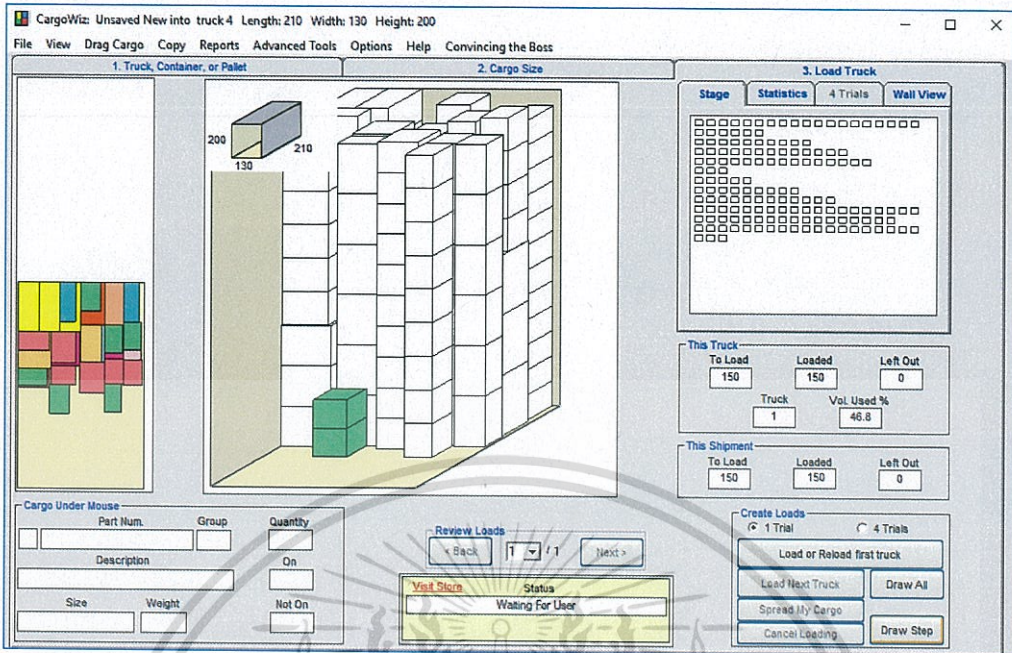 CargoWiz: Unsaved New into truck 4 Length: 210 Width: 130 Height: 200
File View Drag Cargo Copy Reports Advanced Tools Options Help Convincing the Boss
1. Truck, Container, or Pallet
2. Cargo Size
3. Load Truck
Stage Statistics 4 Trials Wall View
200
210
130
This Truck
To Load Loaded Left Out
150 150 0
Truck Vol. Used %
1 46.8
This Shipment
To Load Loaded Left Out
150 150 0
Cargo Under Mouse
Part Num. Group Quantity
Description On
Size Weight Not On
Review Loads
< Back 1 / 1 Next >
Visit Store Status
Waiting For User
Create Loads
1 Trial 4 Trials
Load or Reload first truck
Load Next Truck Draw All
Spread My Cargo
Cancel Loading Draw Step